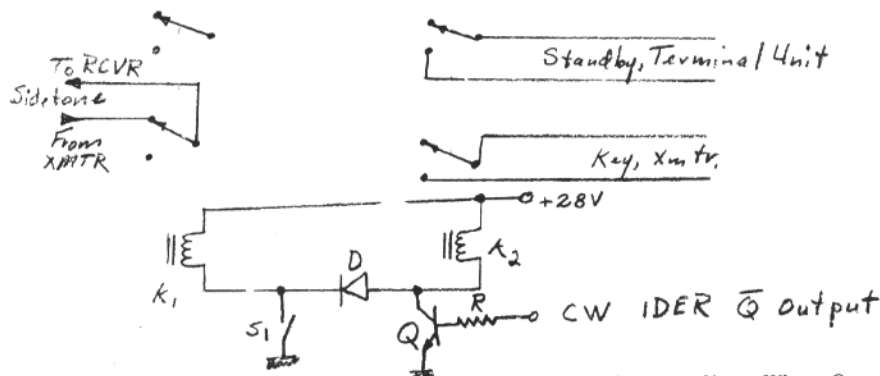 To RCVR
Sidetone
From
XMTR
Standby, Terminal Unit
Key, Xmtr.
+28V
K1
D
K2
S1
Q
R
CW IDER Q̅ Output